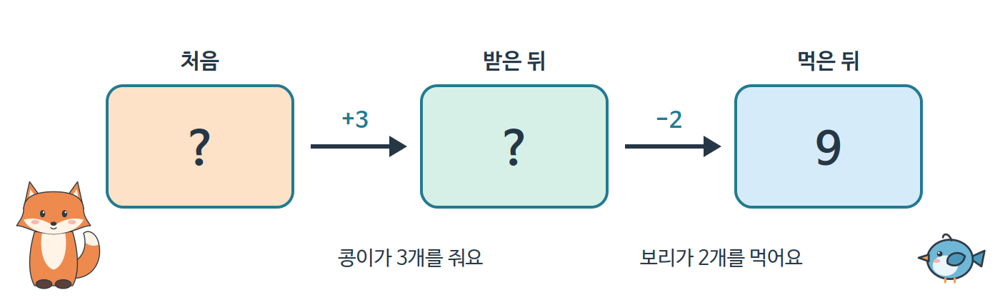 처음
받은 뒤
먹은 뒤
?
+3
?
−2
9
콩이가 3개를 줘요
보리가 2개를 먹어요